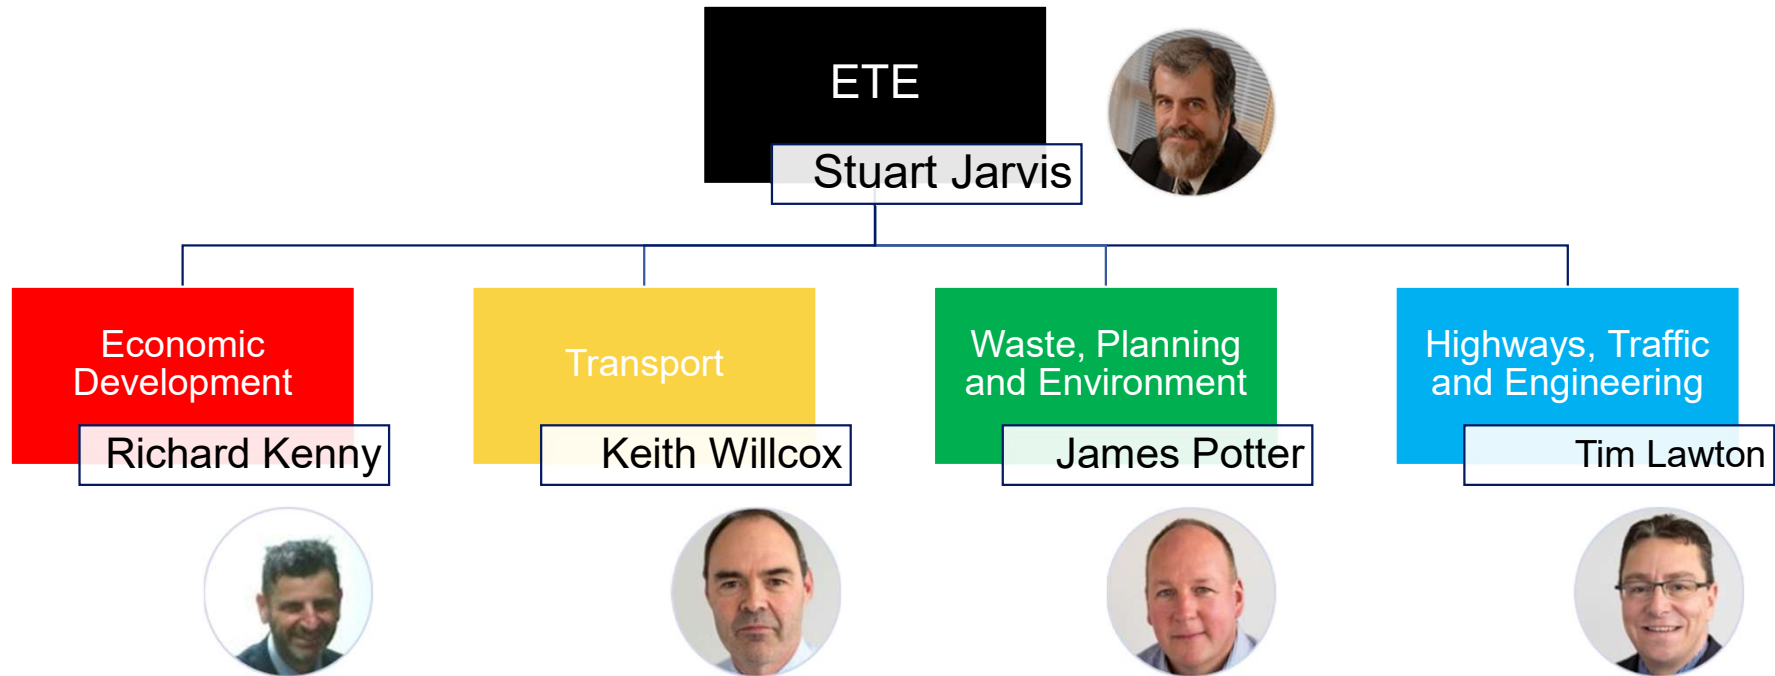 ETE
Stuart Jarvis
Economic
Development
Richard Kenny
Transport
Keith Willcox
Waste, Planning
and Environment
James Potter
Highways, Traffic
and Engineering
Tim Lawton